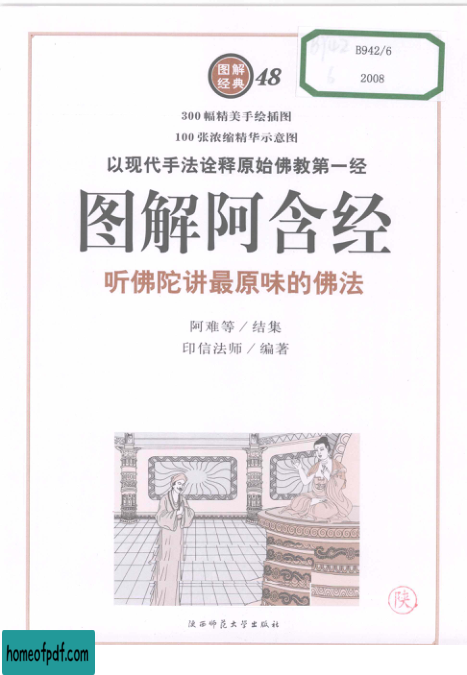 图解
经典
48
B942/6
2008
300幅精美手绘插图
100张浓缩精华示意图
以现代手法诠释原始佛教第一经
图解阿含经
听佛陀讲最原味的佛法
阿难等/结集
印信法师/编著
陕
陕西师范大学出版社
homeofpdf.com